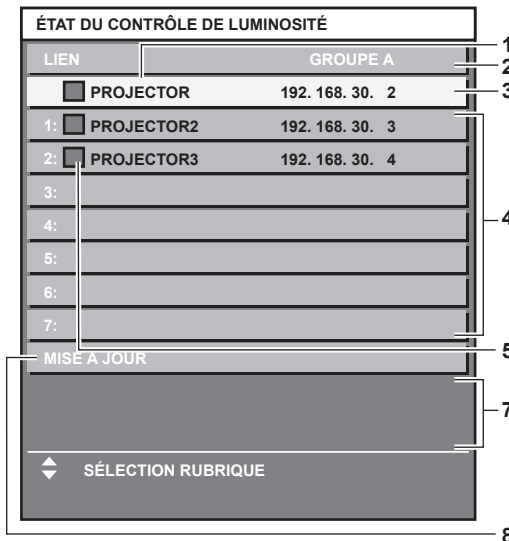 ÉTAT DU CONTRÔLE DE LUMINOSITÉ
LIEN GROUPE A
PROJECTOR 192. 168. 30. 2
1: PROJECTOR2 192. 168. 30. 3
2: PROJECTOR3 192. 168. 30. 4
3:
4:
5:
6:
7:
MISE À JOUR
SÉLECTION RUBRIQUE
1
2
3
4
5
7
8